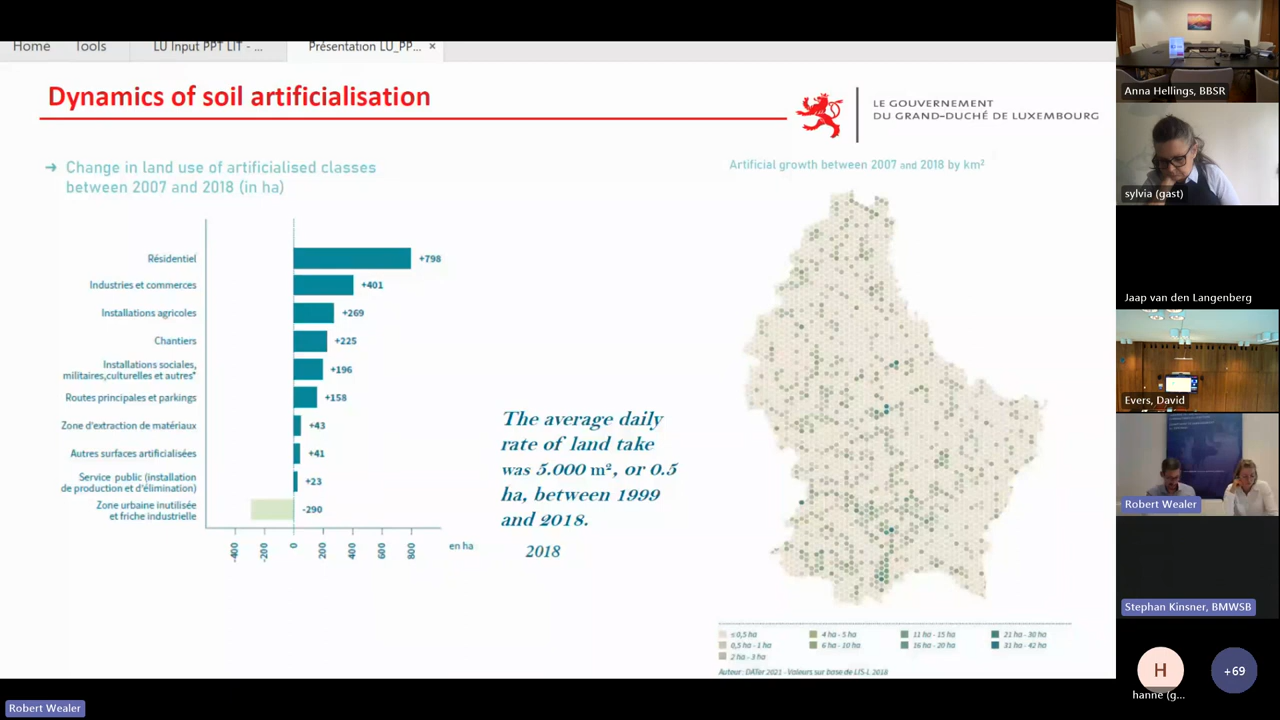 Home
Tools
LU Input PPT LIT - ...
Présentation LU_PP... ×
Dynamics of soil artificialisation
LE GOUVERNEMENT
DU GRAND-DUCHÉ DE LUXEMBOURG
→ Change in land use of artificialised classes
between 2007 and 2018 (in ha)
Résidentiel
+798
Industries et commerces
+401
Installations agricoles
+269
Chantiers
+225
Installations sociales,
militaires,culturelles et autres*
+196
Routes principales et parkings
+158
Zone d'extraction de matériaux
+43
Autres surfaces artificialisées
+41
Service public (installation
de production et d'élimination)
+23
Zone urbaine inutilisée
et friche industrielle
-290
-400
-200
0
200
400
600
800
en ha
The average daily
rate of land take
was 5.000 m², or 0.5
ha, between 1999
and 2018.
2018
Artificial growth between 2007 and 2018 by km²
≤ 0,5 ha
0,5 ha - 1 ha
2 ha - 3 ha
4 ha - 5 ha
6 ha - 10 ha
11 ha - 15 ha
16 ha - 20 ha
21 ha - 30 ha
31 ha - 42 ha
Auteur : DATer 2021 - Valeurs sur base de LIS-L 2018
Anna Hellings, BBSR
sylvia (gast)
Jaap van den Langenberg
Evers, David
Robert Wealer
Stephan Kinsner, BMWSB
H
hanne (g...
+69
Robert Wealer